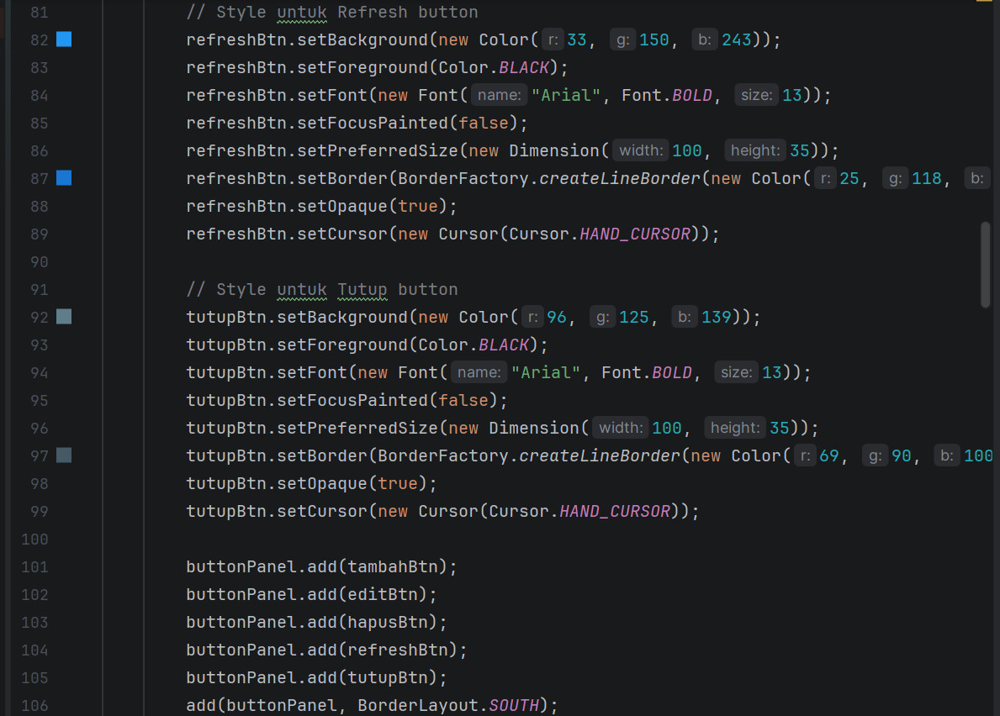 81 // Style untuk Refresh button
82 refreshBtn.setBackground(new Color( r: 33, g: 150, b: 243));
83 refreshBtn.setForeground(Color.BLACK);
84 refreshBtn.setFont(new Font( name: "Arial", Font.BOLD, size: 13));
85 refreshBtn.setFocusPainted(false);
86 refreshBtn.setPreferredSize(new Dimension( width: 100, height: 35));
87 refreshBtn.setBorder(BorderFactory.createLineBorder(new Color( r: 25, g: 118, b:
88 refreshBtn.setOpaque(true);
89 refreshBtn.setCursor(new Cursor(Cursor.HAND_CURSOR));
90
91 // Style untuk Tutup button
92 tutupBtn.setBackground(new Color( r: 96, g: 125, b: 139));
93 tutupBtn.setForeground(Color.BLACK);
94 tutupBtn.setFont(new Font( name: "Arial", Font.BOLD, size: 13));
95 tutupBtn.setFocusPainted(false);
96 tutupBtn.setPreferredSize(new Dimension( width: 100, height: 35));
97 tutupBtn.setBorder(BorderFactory.createLineBorder(new Color( r: 69, g: 90, b: 100
98 tutupBtn.setOpaque(true);
99 tutupBtn.setCursor(new Cursor(Cursor.HAND_CURSOR));
100
101 buttonPanel.add(tambahBtn);
102 buttonPanel.add(editBtn);
103 buttonPanel.add(hapusBtn);
104 buttonPanel.add(refreshBtn);
105 buttonPanel.add(tutupBtn);
106 add(buttonPanel, BorderLayout.SOUTH);